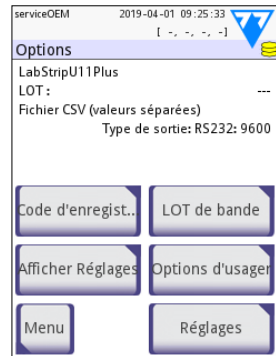 serviceOEM 2019-04-01 09:25:33
[ -, -, -, -]
Options
LabStripU11Plus
LOT : ---
Fichier CSV (valeurs séparées)
Type de sortie: RS232: 9600
Code d'enregist..
LOT de bande
Afficher Réglages
Options d'usager
Menu
Réglages